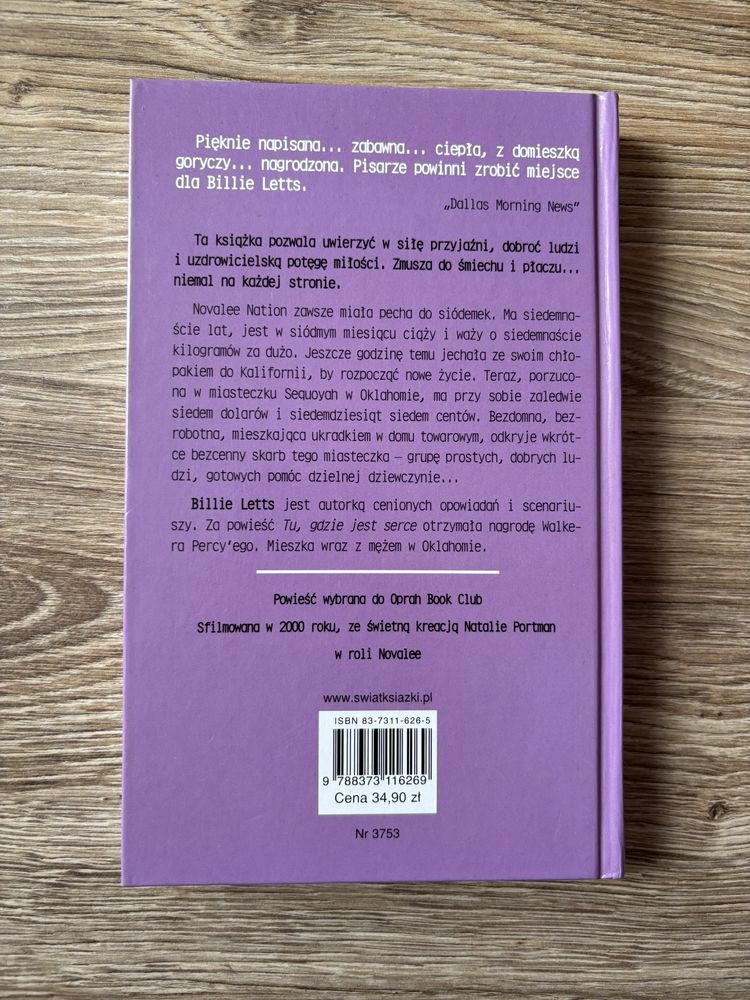 Pięknie napisana... zabawna... ciepła, z domieszką
goryczy... nagrodzona. Pisarze powinni zrobić miejsce
dla Billie Letts.
„Dallas Morning News”
Ta książka pozwala uwierzyć w siłę przyjaźni, dobroć ludzi
i uzdrowicielską potęgę miłości. Zmusza do śmiechu i płaczu...
niemal na każdej stronie.
Novalee Nation zawsze miała pecha do siódemek. Ma siedemna-
ście lat, jest w siódmym miesiącu ciąży i waży o siedemnaście
kilogramów za dużo. Jeszcze godzinę temu jechała ze swoim chło-
pakiem do Kalifornii, by rozpocząć nowe życie. Teraz, porzuco-
na w miasteczku Sequoyah w Oklahomie, ma przy sobie zaledwie
siedem dolarów i siedemdziesiąt siedem centów. Bezdomna, bez-
robotna, mieszkająca ukradkiem w domu towarowym, odkryje wkrót-
ce bezcenny skarb tego miasteczka – grupę prostych, dobrych lu-
dzi, gotowych pomóc dzielnej dziewczynie...
Billie Letts jest autorką cenionych opowiadań i scenariu-
szy. Za powieść Tu, gdzie jest serce otrzymała nagrodę Walke-
ra Percy'ego. Mieszka wraz z mężem w Oklahomie.
Powieść wybrana do Oprah Book Club
Sfilmowana w 2000 roku, ze świetną kreacją Natalie Portman
w roli Novalee
www.swiatksiazki.pl
ISBN 83-7311-626-5
9 788373 116269
Cena 34,90 zł
Nr 3753